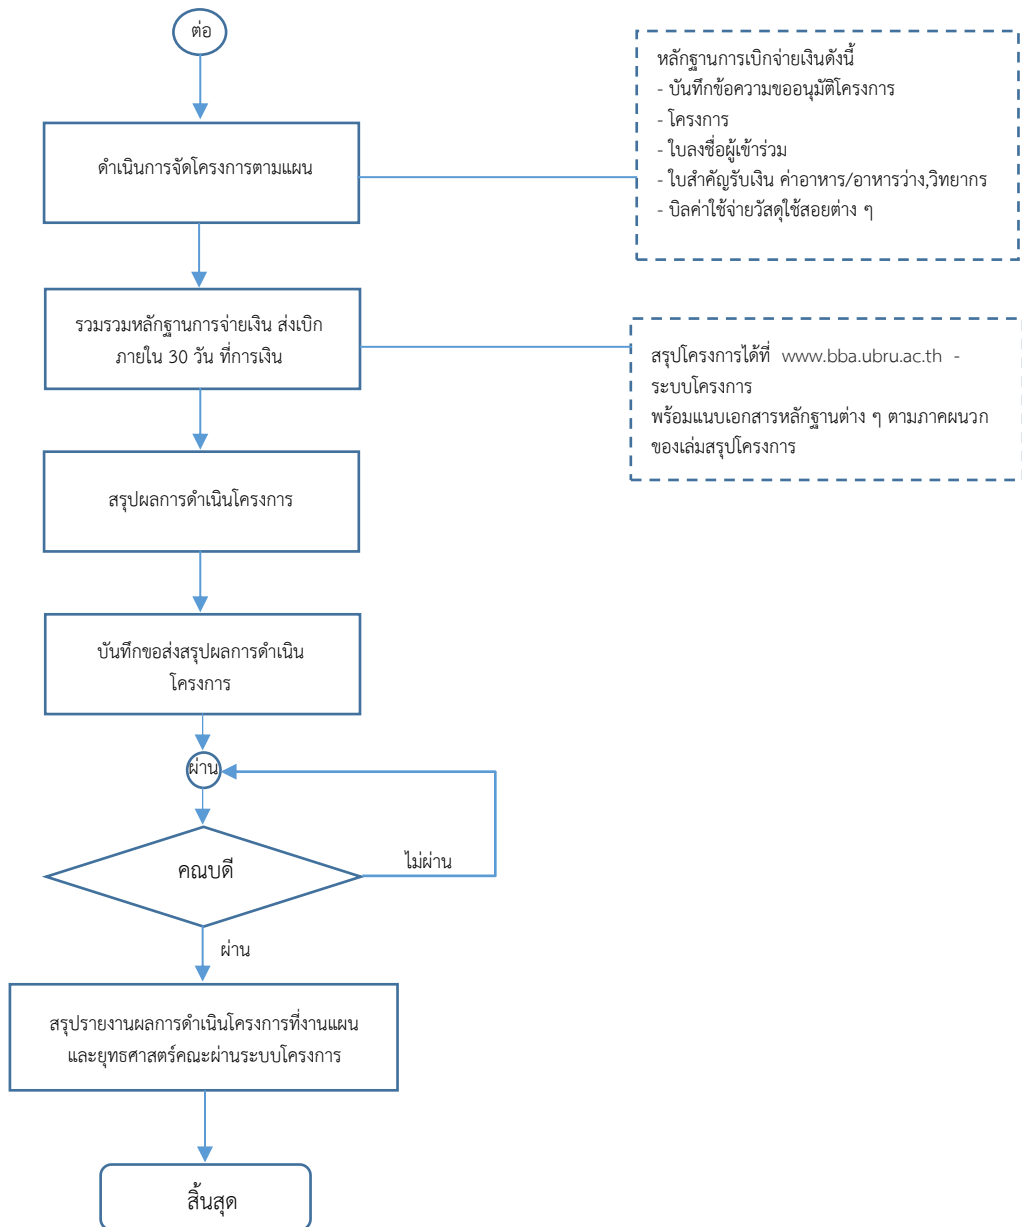 ต่อ
หลักฐานการเบิกจ่ายเงินดังนี้
- บันทึกข้อความขออนุมัติโครงการ
- โครงการ
- ใบลงชื่อผู้เข้าร่วม
- ใบสำคัญรับเงิน ค่าอาหาร/อาหารว่าง,วิทยากร
- บิลค่าใช้จ่ายวัสดุใช้สอยต่าง ๆ
ดำเนินการจัดโครงการตามแผน
รวมรวมหลักฐานการจ่ายเงิน ส่งเบิก
ภายใน 30 วัน ที่การเงิน
สรุปโครงการได้ที่ www.bba.ubru.ac.th -
ระบบโครงการ
พร้อมแนบเอกสารหลักฐานต่าง ๆ ตามภาคผนวก
ของเล่มสรุปโครงการ
สรุปผลการดำเนินโครงการ
บันทึกขอส่งสรุปผลการดำเนิน
โครงการ
ผ่าน
คณบดี
ไม่ผ่าน
ผ่าน
สรุปรายงานผลการดำเนินโครงการที่งานแผน
และยุทธศาสตร์คณะผ่านระบบโครงการ
สิ้นสุด